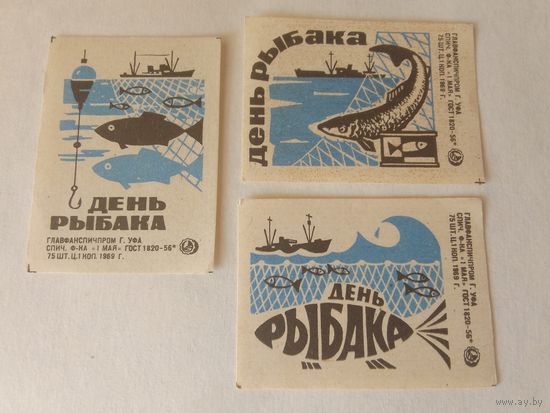 ДЕНЬ
РЫБАКА
ГЛАВФАНСПИЧПРОМ Г. УФА
СПИЧ. Ф-КА «1 МАЯ» ГОСТ 1820-56*
75 ШТ. Ц.1 КОП. 1969 Г.
ДЕНЬ РЫБАКА
ГЛАВФАНСПИЧПРОМ Г. УФА
СПИЧ. Ф-КА «1 МАЯ» ГОСТ 1820-56*
75 ШТ. Ц.1 КОП. 1969 Г.
ДЕНЬ
РЫБАКА
ГЛАВФАНСПИЧПРОМ Г. УФА
СПИЧ. Ф-КА «1 МАЯ» ГОСТ 1820-56*
75 ШТ. Ц.1 КОП. 1969 Г.
www.ay.by